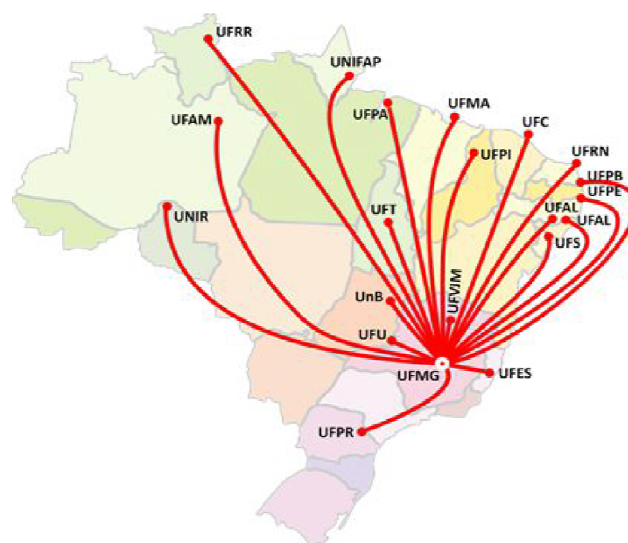 UFRR
UNIFAP
UFPA
UFMA
UFC
UFAM
UFPI
UFRN
UFPB
UFPE
UNIR
UFT
UFAL
UFAL
UFS
UnB
UFVJM
UFU
UFMG
UFES
UFPR